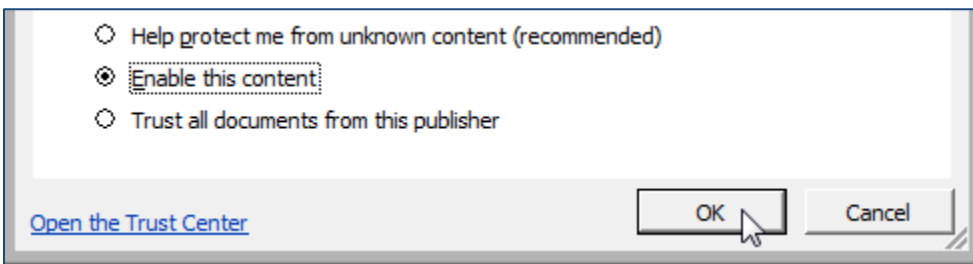 Help protect me from unknown content (recommended)
Enable this content
Trust all documents from this publisher
Open the Trust Center
OK
Cancel